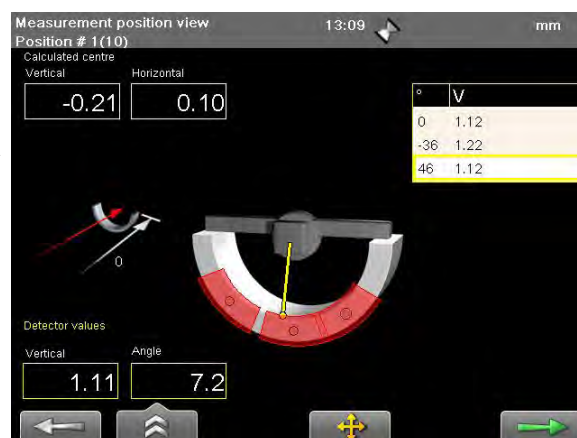 Measurement position view 13:09 mm
Position # 1(10)
Calculated centre
Vertical Horizontal
-0.21 0.10
° V
0 1.12
-36 1.22
46 1.12
0
Detector values
Vertical Angle
1.11 7.2